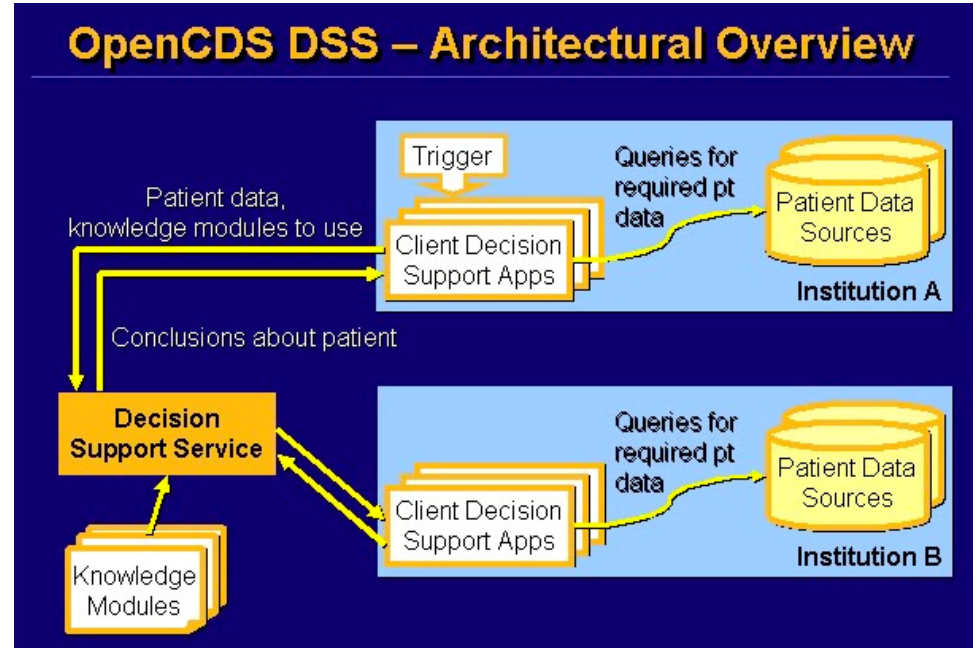 OpenCDS DSS – Architectural Overview
Trigger
Queries for
required pt
data
Patient Data
Sources
Patient data,
knowledge modules to use
Client Decision
Support Apps
Institution A
Conclusions about patient
Decision
Support Service
Queries for
required pt
data
Patient Data
Sources
Client Decision
Support Apps
Institution B
Knowledge
Modules